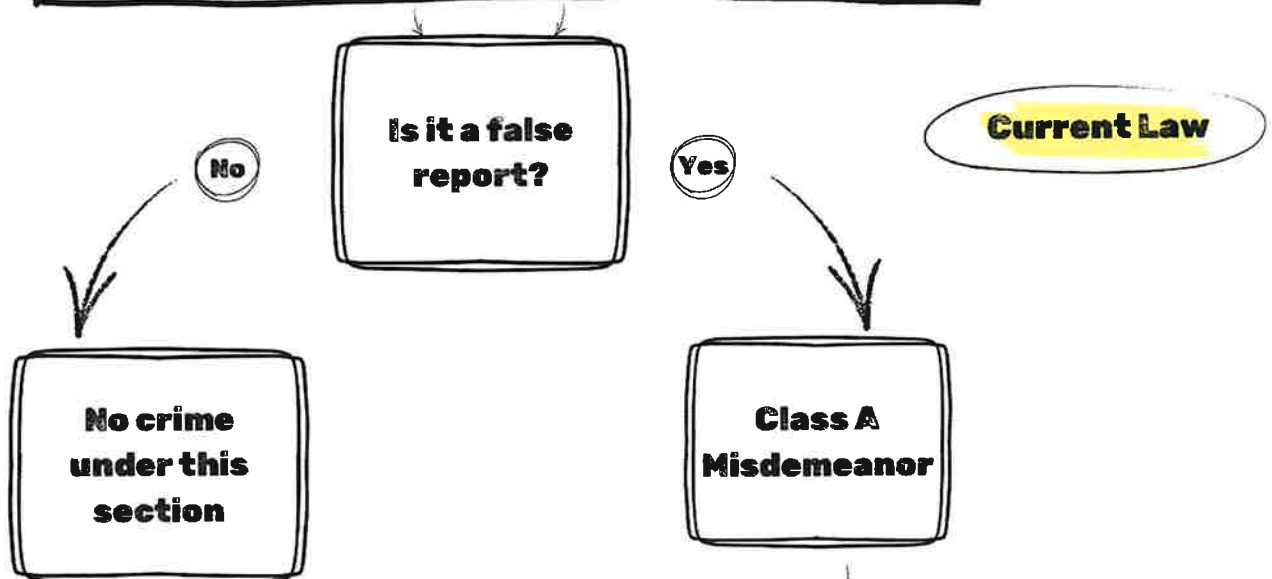 Is it a false
report?
Current Law
No
Yes
No crime
under this
section
Class A
Misdemeanor